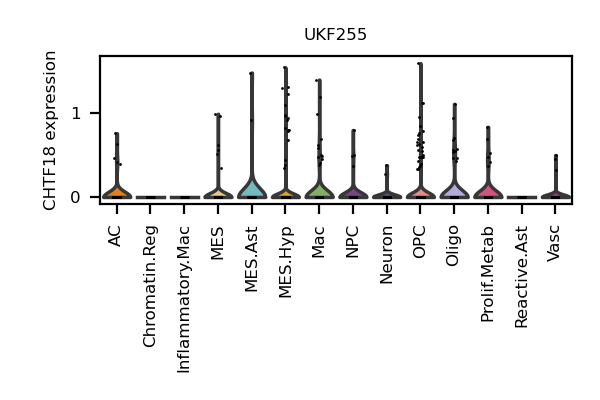 UKF255
CHTF18 expression
1
0
AC
Chromatin.Reg
Inflammatory.Mac
MES
MES.Ast
MES.Hyp
Mac
NPC
Neuron
OPC
Oligo
Prolif.Metab
Reactive.Ast
Vasc